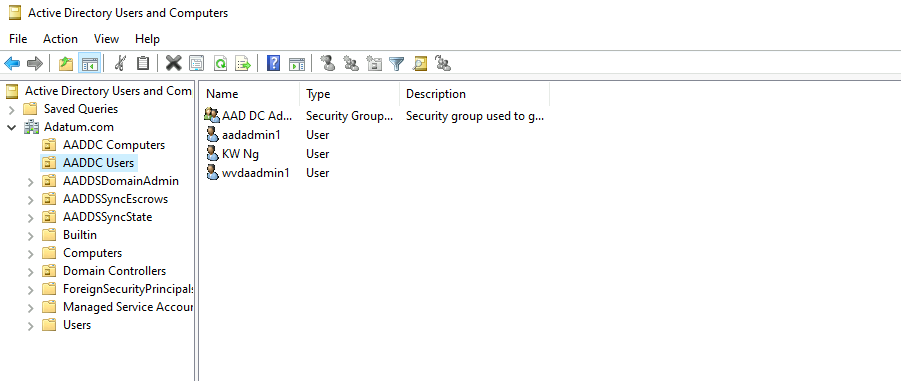 Active Directory Users and Computers
File Action View Help
Active Directory Users and Com
Saved Queries
Adatum.com
AADDC Computers
AADDC Users
AADDSDomainAdmin
AADDSSyncEscrows
AADDSSyncState
Builtin
Computers
Domain Controllers
ForeignSecurityPrincipals
Managed Service Accour
Users
Name Type Description
AAD DC Ad... Security Group... Security group used to g...
aadadmin1 User
KW Ng User
wvdaadmin1 User